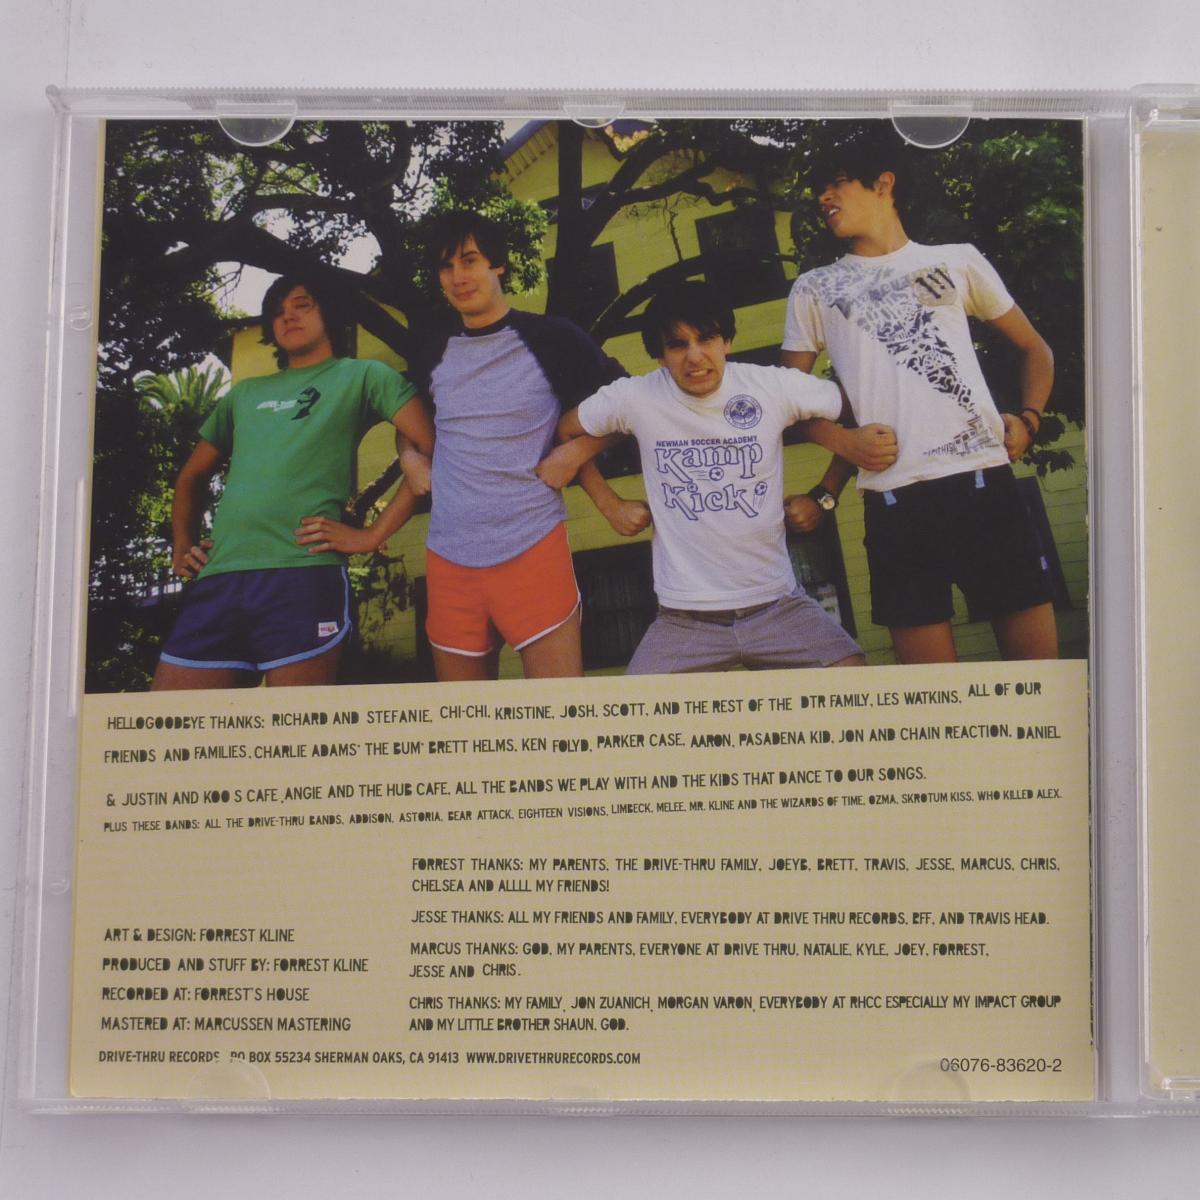 NEWMAN SOCCER ACADEMY
Kamp
Kick
HELLOGOODBYE THANKS: RICHARD AND STEFANIE, CHI-CHI, KRISTINE, JOSH, SCOTT, AND THE REST OF THE DTR FAMILY, LES WATKINS, ALL OF OUR
FRIENDS AND FAMILIES, CHARLIE ADAMS' THE BUM' BRETT HELMS, KEN FOLYD, PARKER CASE, AARON, PASADENA KID, JON AND CHAIN REACTION, DANIEL
& JUSTIN AND KOO S CAFE, ANGIE AND THE HUB CAFE, ALL THE BANDS WE PLAY WITH AND THE KIDS THAT DANCE TO OUR SONGS.
PLUS THESE BANDS: ALL THE DRIVE-THRU BANDS, ADDISON, ASTORIA, BEAR ATTACK, EIGHTEEN VISIONS, LIMBECK, MELEE, MR. KLINE AND THE WIZARDS OF TIME, OZMA, SKROTUM KISS, WHO KILLED ALEX.
FORREST THANKS: MY PARENTS, THE DRIVE-THRU FAMILY, JOEYB, BRETT, TRAVIS, JESSE, MARCUS, CHRIS,
CHELSEA AND ALLLL MY FRIENDS!
JESSE THANKS: ALL MY FRIENDS AND FAMILY, EVERYBODY AT DRIVE THRU RECORDS, BFF, AND TRAVIS HEAD.
MARCUS THANKS: GOD, MY PARENTS, EVERYONE AT DRIVE THRU, NATALIE, KYLE, JOEY, FORREST,
JESSE AND CHRIS.
CHRIS THANKS: MY FAMILY, JON ZUANICH, MORGAN VARON, EVERYBODY AT RHCC ESPECIALLY MY IMPACT GROUP
AND MY LITTLE BROTHER SHAUN. GOD.
ART & DESIGN: FORREST KLINE
PRODUCED AND STUFF BY: FORREST KLINE
RECORDED AT: FORREST'S HOUSE
MASTERED AT: MARCUSSEN MASTERING
DRIVE-THRU RECORDS PO BOX 55234 SHERMAN OAKS, CA 91413 WWW.DRIVETHRURECORDS.COM
06076-83620-2